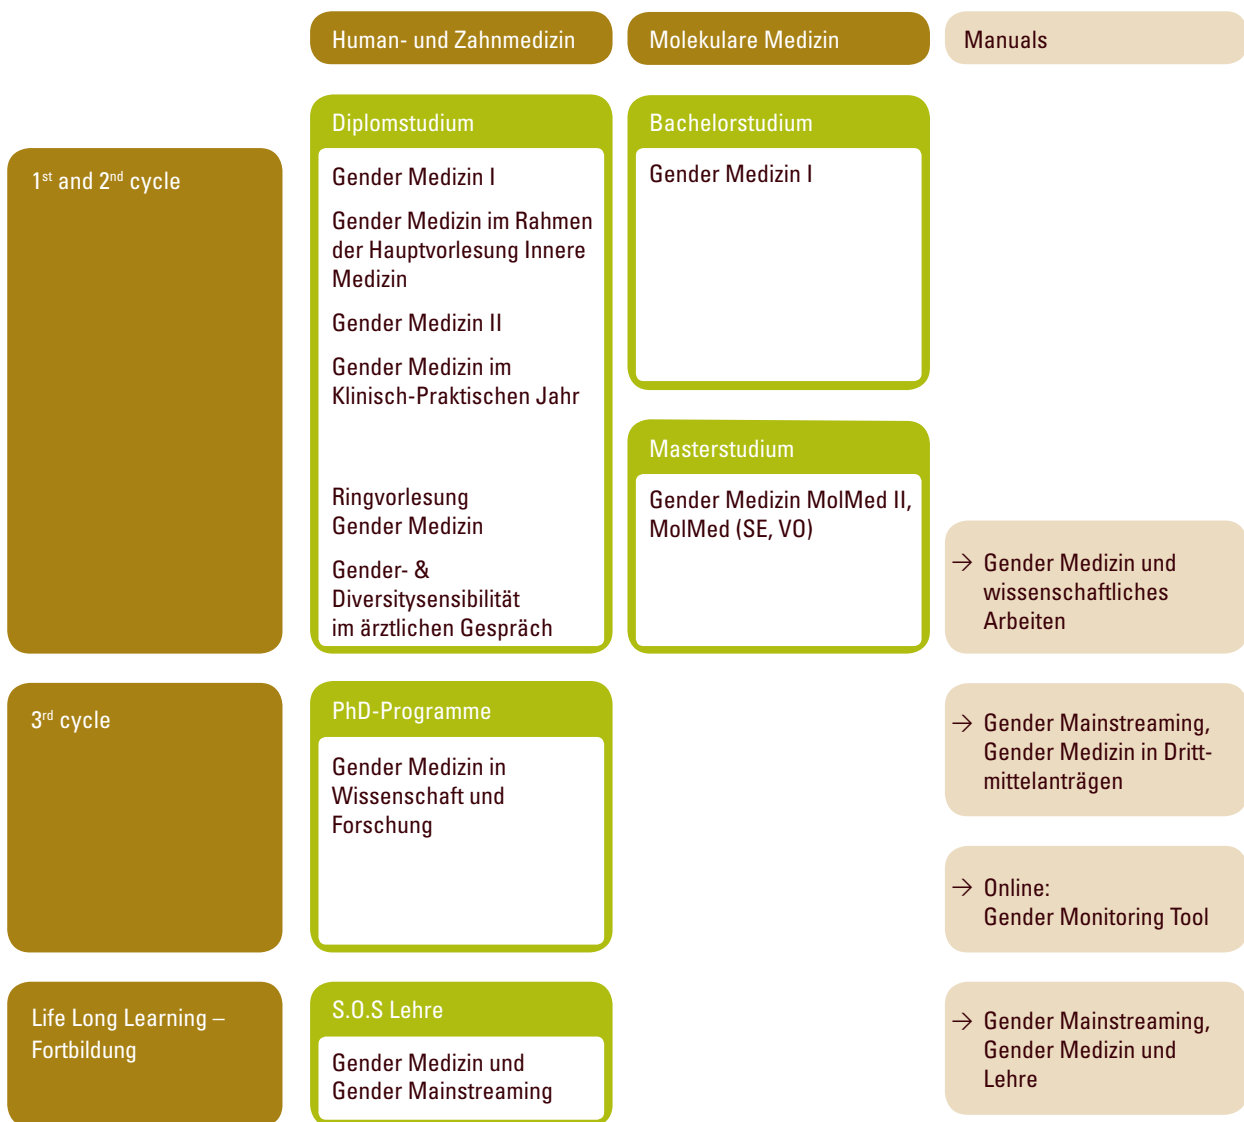 Human- und Zahnmedizin
Molekulare Medizin
Manuals
1st and 2nd cycle
Diplomstudium
Gender Medizin I
Gender Medizin im Rahmen
der Hauptvorlesung Innere
Medizin
Gender Medizin II
Gender Medizin im
Klinisch-Praktischen Jahr
Ringvorlesung
Gender Medizin
Gender- &
Diversitysensibilität
im ärztlichen Gespräch
Bachelorstudium
Gender Medizin I
Masterstudium
Gender Medizin MolMed II,
MolMed (SE, VO)
→ Gender Medizin und
wissenschaftliches
Arbeiten
3rd cycle
PhD-Programme
Gender Medizin in
Wissenschaft und
Forschung
→ Gender Mainstreaming,
Gender Medizin in Dritt-
mittelanträgen
→ Online:
Gender Monitoring Tool
Life Long Learning –
Fortbildung
S.O.S Lehre
Gender Medizin und
Gender Mainstreaming
→ Gender Mainstreaming,
Gender Medizin und
Lehre